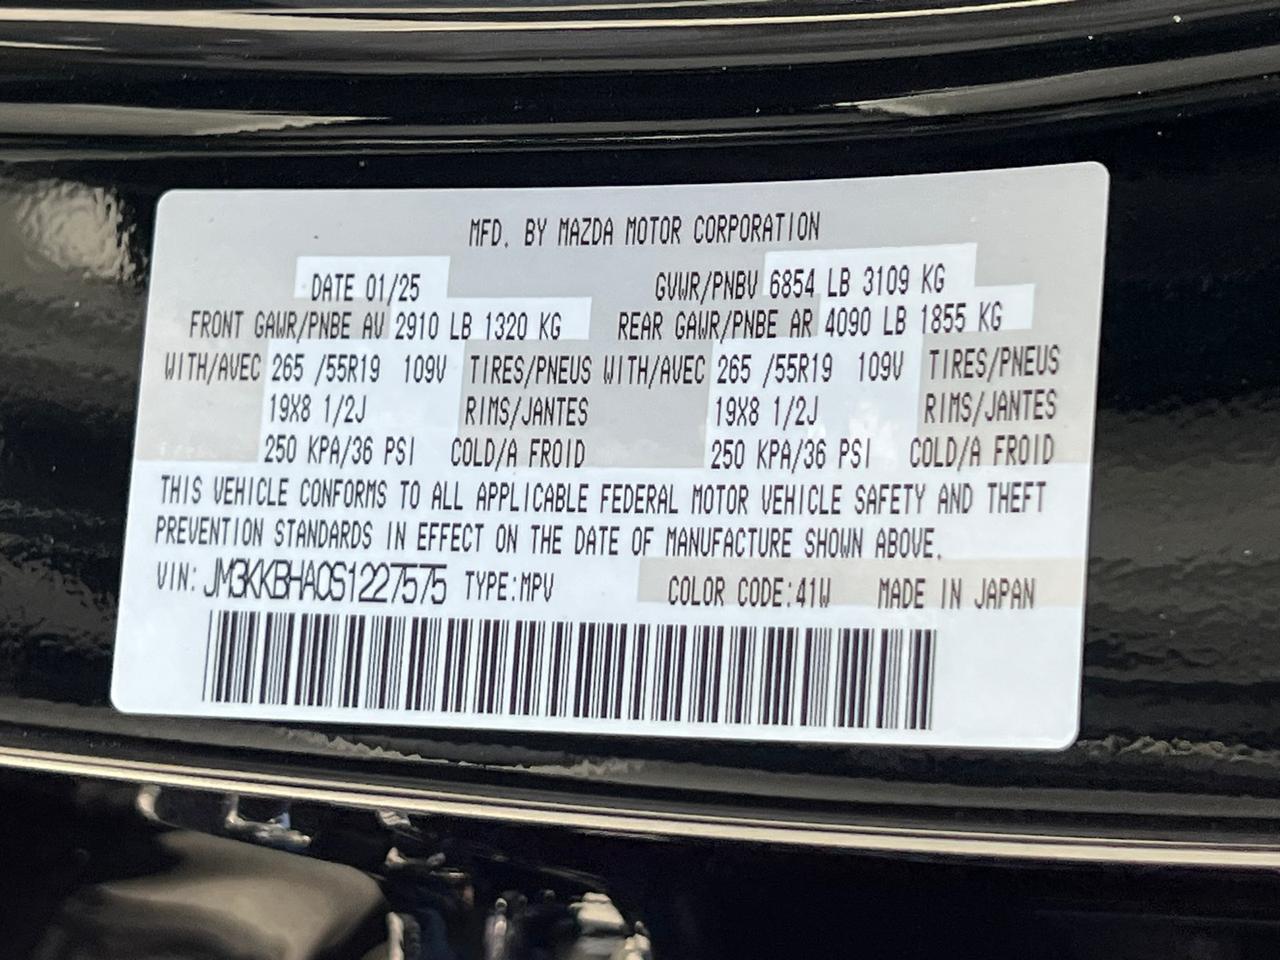 MFD. BY MAZDA MOTOR CORPORATION
DATE 01/25 GVWR/PNBV 6854 LB 3109 KG
FRONT GAWR/PNBE AV 2910 LB 1320 KG REAR GAWR/PNBE AR 4090 LB 1855 KG
WITH/AVEC 265 /55R19 109V TIRES/PNEUS WITH/AVEC 265 /55R19 109V TIRES/PNEUS
19X8 1/2J RIMS/JANTES 19X8 1/2J RIMS/JANTES
250 KPA/36 PSI COLD/A FROID 250 KPA/36 PSI COLD/A FROID
THIS VEHICLE CONFORMS TO ALL APPLICABLE FEDERAL MOTOR VEHICLE SAFETY AND THEFT
PREVENTION STANDARDS IN EFFECT ON THE DATE OF MANUFACTURE SHOWN ABOVE.
VIN: JM3KKBHA0S1227575 TYPE:MPV COLOR CODE:41W MADE IN JAPAN